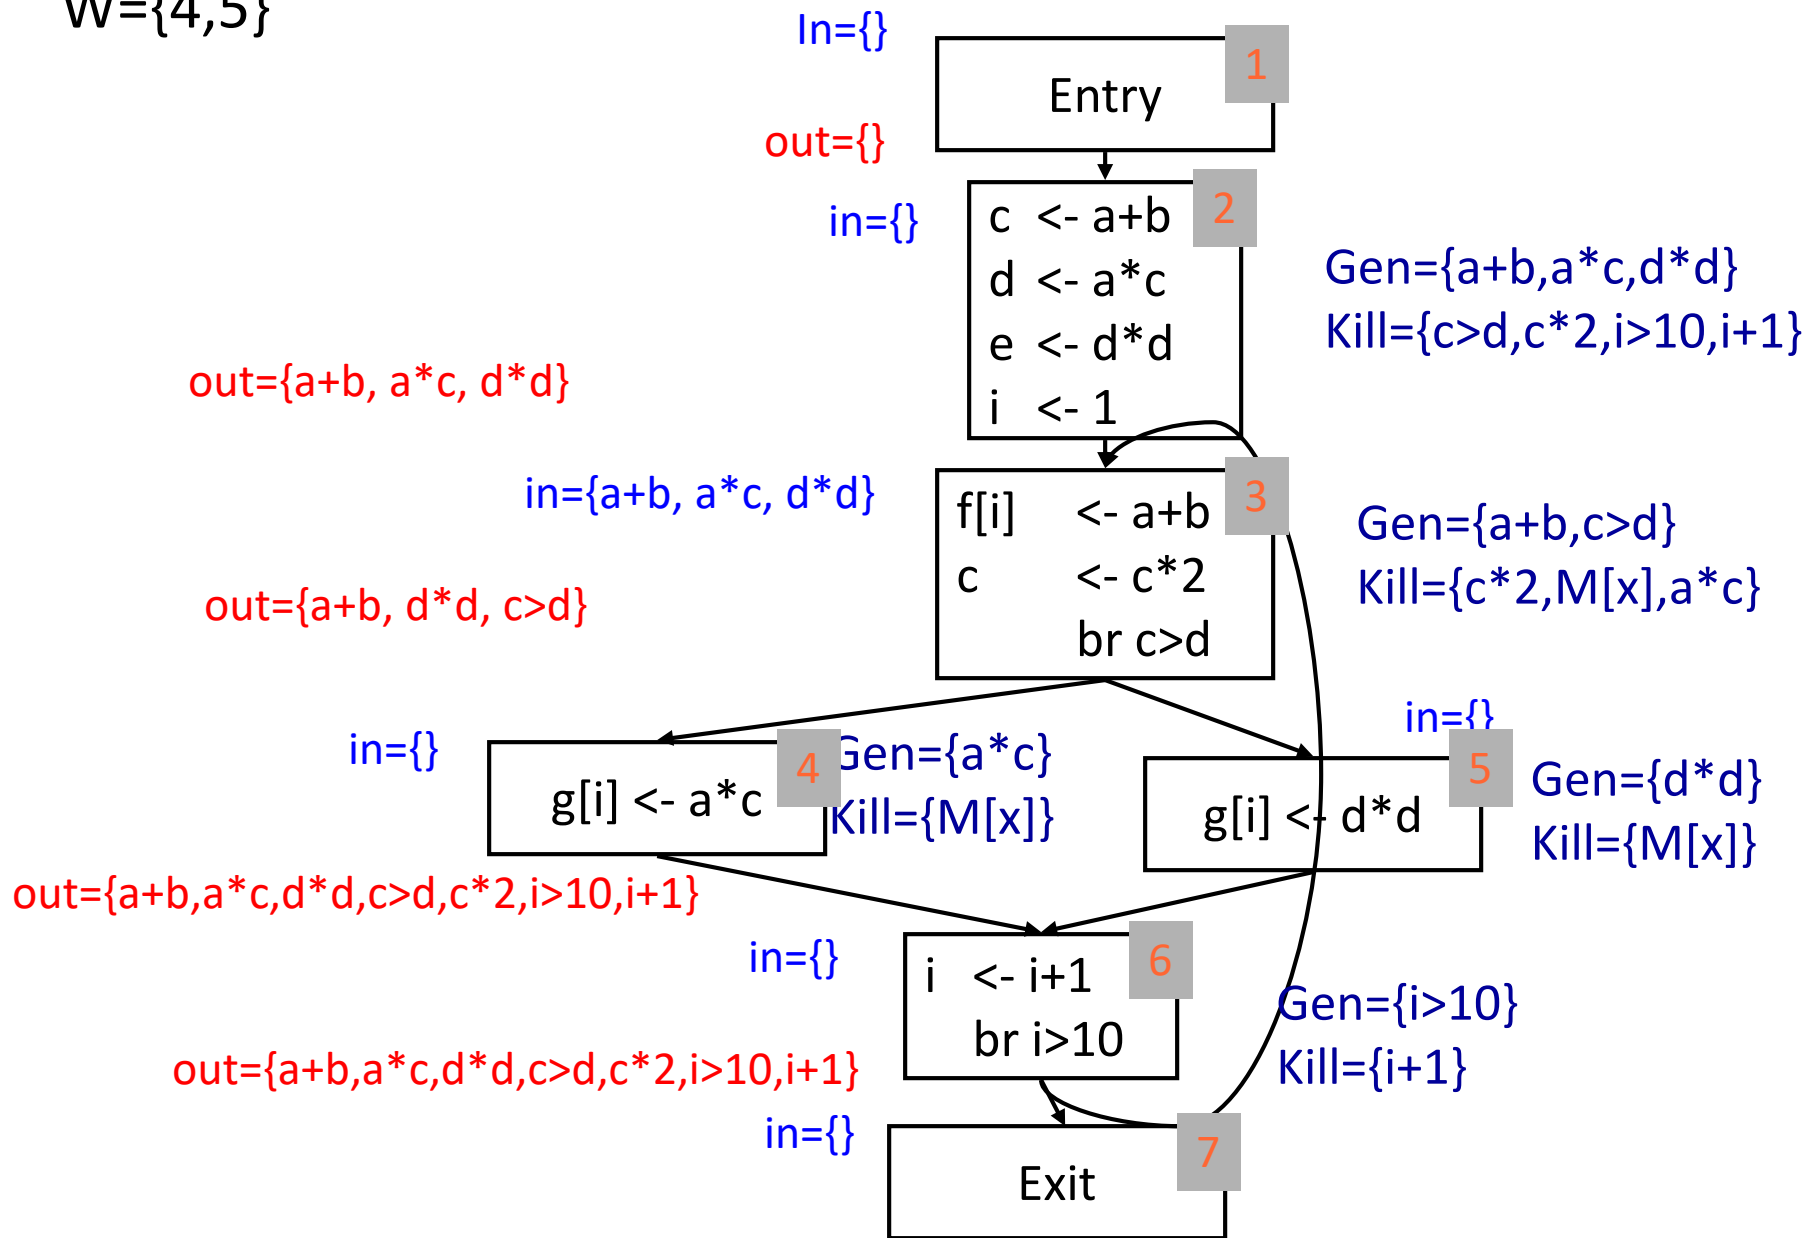 W={4,5}
In={}
1
Entry
out={}
in={}
2
c <- a+b
d <- a*c
e <- d*d
i <- 1
Gen={a+b,a*c,d*d}
Kill={c>d,c*2,i>10,i+1}
out={a+b, a*c, d*d}
in={a+b, a*c, d*d}
3
f[i] <- a+b
c <- c*2
br c>d
Gen={a+b,c>d}
Kill={c*2,M[x],a*c}
out={a+b, d*d, c>d}
in={}
4
g[i] <- a*c
Gen={a*c}
Kill={M[x]}
in={}
5
g[i] <- d*d
Gen={d*d}
Kill={M[x]}
out={a+b,a*c,d*d,c>d,c*2,i>10,i+1}
in={}
6
i <- i+1
br i>10
Gen={i>10}
Kill={i+1}
out={a+b,a*c,d*d,c>d,c*2,i>10,i+1}
in={}
7
Exit